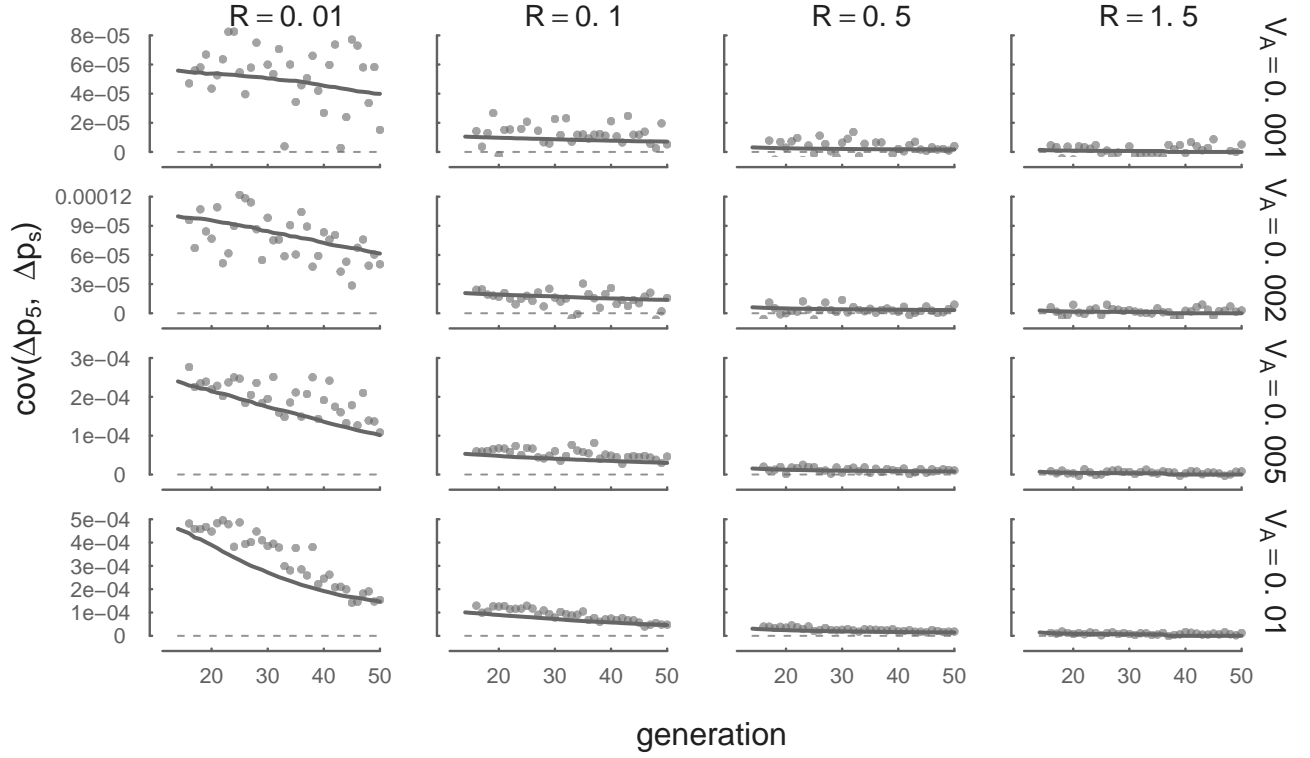 R = 0. 01 R = 0. 1 R = 0. 5 R = 1. 5
8e−05
6e−05
4e−05
2e−05
0
V_A = 0. 001
0.00012
9e−05
6e−05
3e−05
0
V_A = 0. 002
cov(Δp₅, Δpₛ)
3e−04
2e−04
1e−04
0
V_A = 0. 005
5e−04
4e−04
3e−04
2e−04
1e−04
0
V_A = 0. 01
20 30 40 50 20 30 40 50 20 30 40 50 20 30 40 50
generation